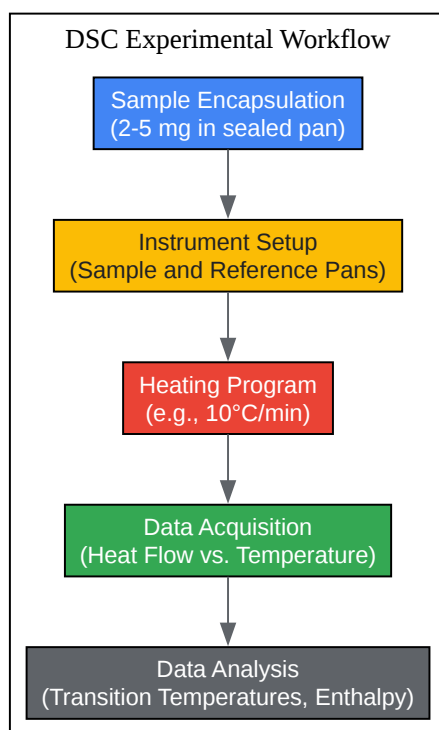 DSC Experimental Workflow
Sample Encapsulation
(2-5 mg in sealed pan)
Instrument Setup
(Sample and Reference Pans)
Heating Program
(e.g., 10°C/min)
Data Acquisition
(Heat Flow vs. Temperature)
Data Analysis
(Transition Temperatures, Enthalpy)